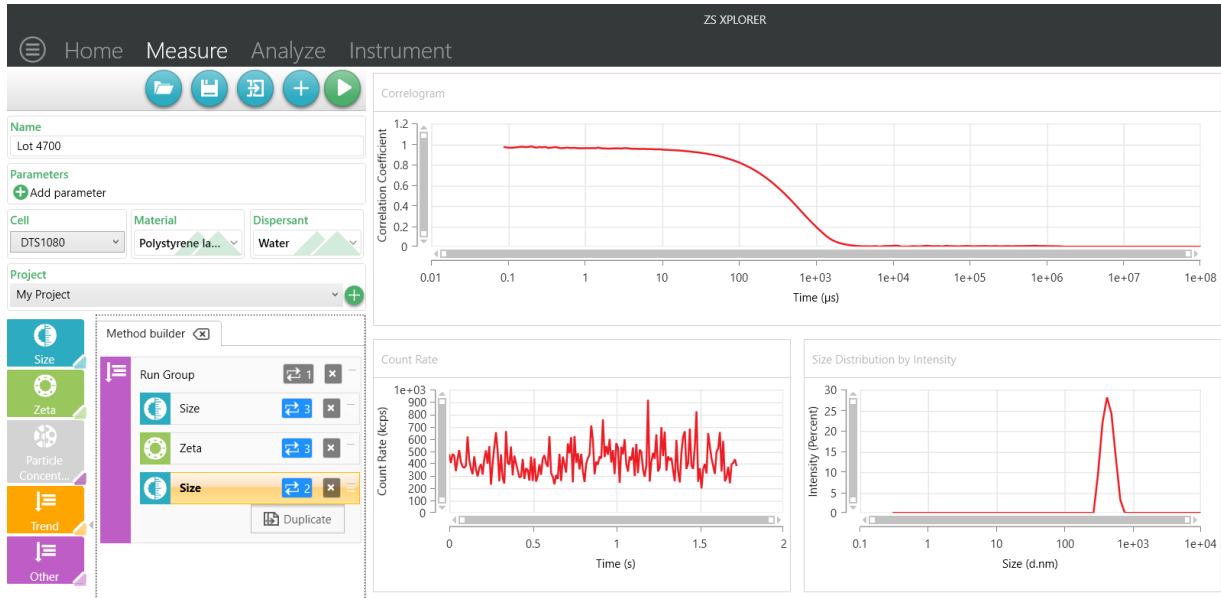 ZS XPLORER
Home Measure Analyze Instrument
Name
Lot 4700
Parameters
Add parameter
Cell Material Dispersant
DTS1080 Polystyrene la... Water
Project
My Project
Size
Zeta
Particle
Concent...
Trend
Other
Method builder
Run Group 1
Size 3
Zeta 3
Size 2
Duplicate
Correlogram
Correlation Coefficient
1.2
1
0.8
0.6
0.4
0.2
0
0.01 0.1 1 10 100 1e+03 1e+04 1e+05 1e+06 1e+07 1e+08
Time (µs)
Count Rate
Count Rate (kcps)
1e+03
900
800
700
600
500
400
300
200
100
0
0 0.5 1 1.5 2
Time (s)
Size Distribution by Intensity
Intensity (Percent)
30
25
20
15
10
5
0
0.1 1 10 100 1e+03 1e+04
Size (d.nm)